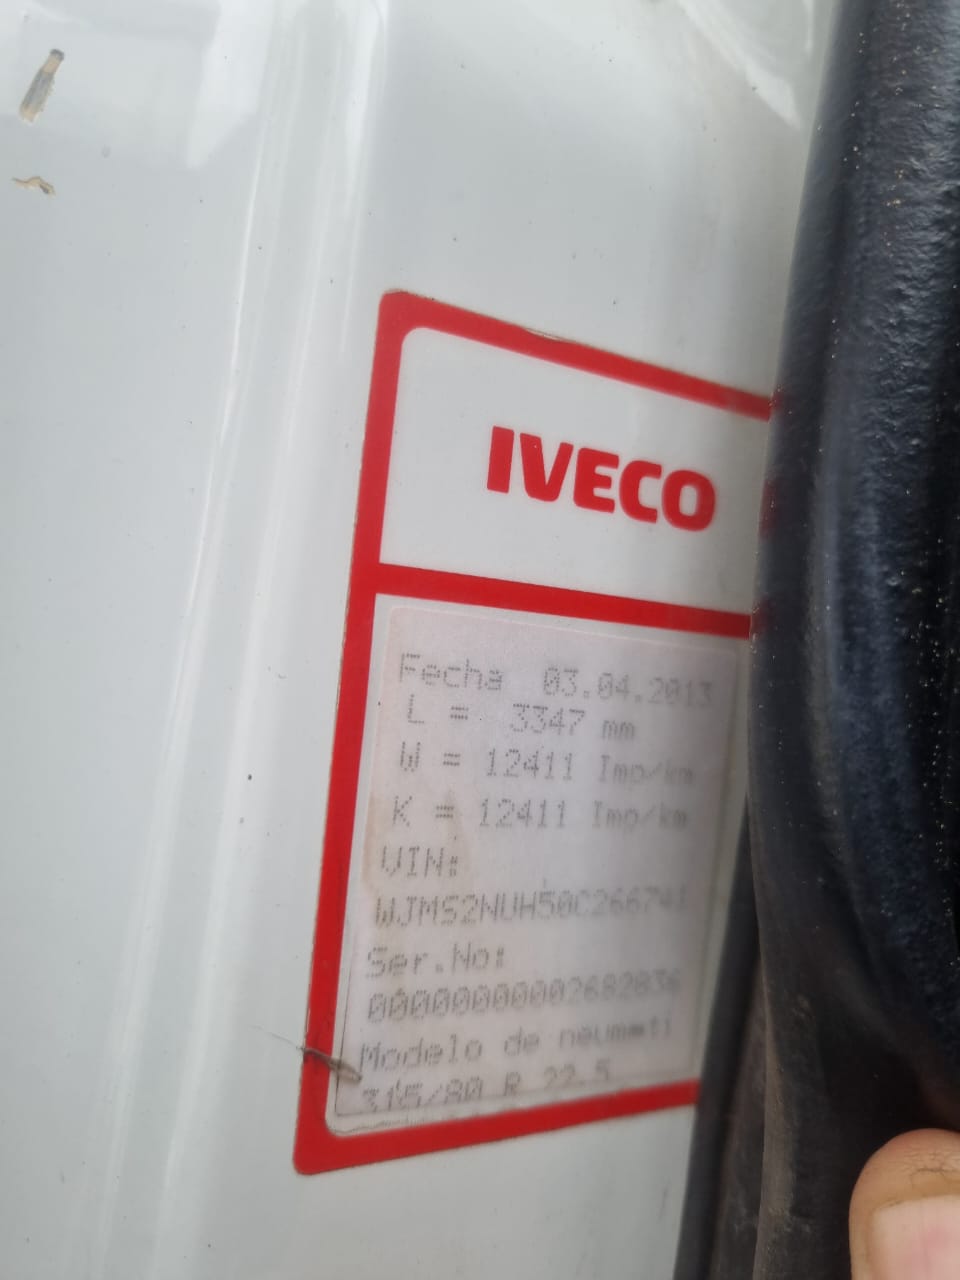 IVECO
Fecha 03.04.2013
L = 3347 mm
W = 12411 Imp/km
K = 12411 Imp/km
VIN:
WJMS2NUH50C266741
Ser.No:
0000000002682836
Modelo de neumati
315/80 R 22.5